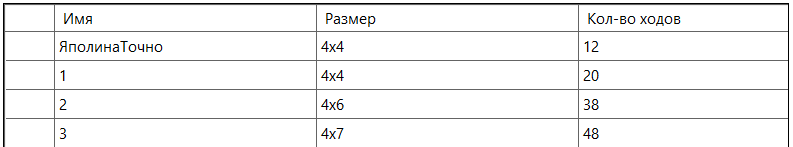 Имя Размер Кол-во ходов
ЯполинаТочно 4x4 12
1 4x4 20
2 4x6 38
3 4x7 48